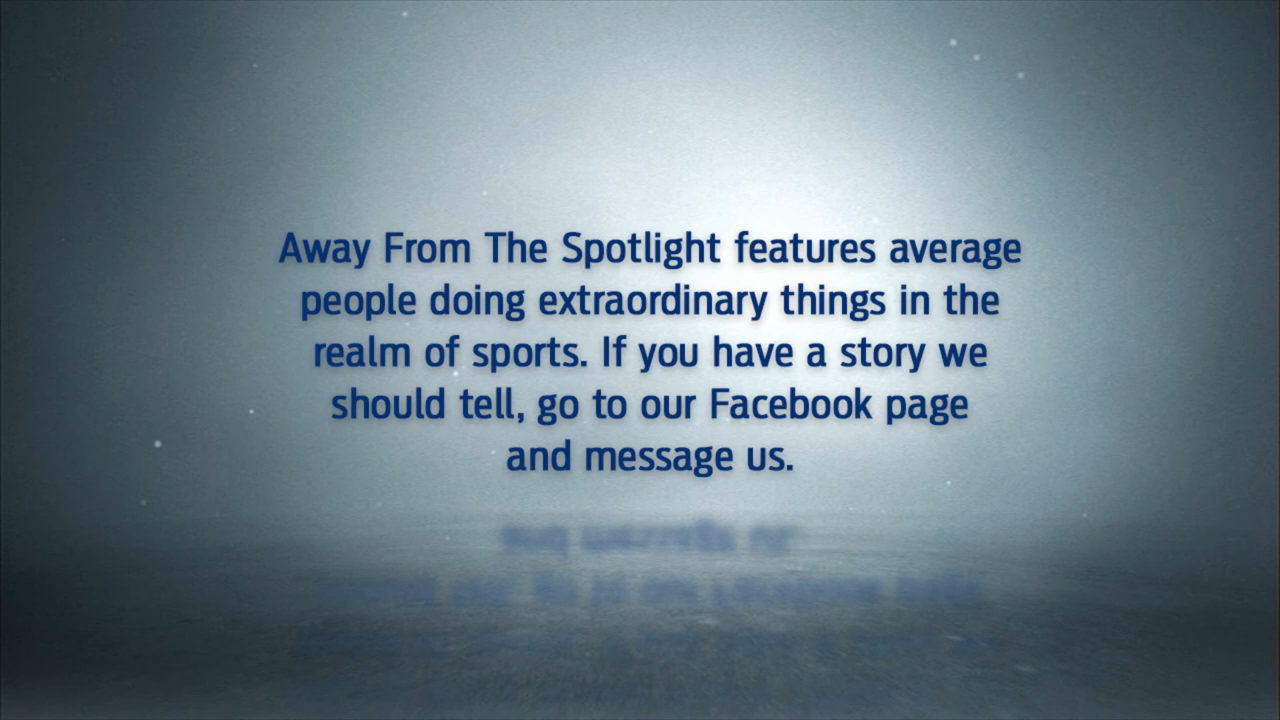 Away From The Spotlight features average
people doing extraordinary things in the
realm of sports. If you have a story we
should tell, go to our Facebook page
and message us.